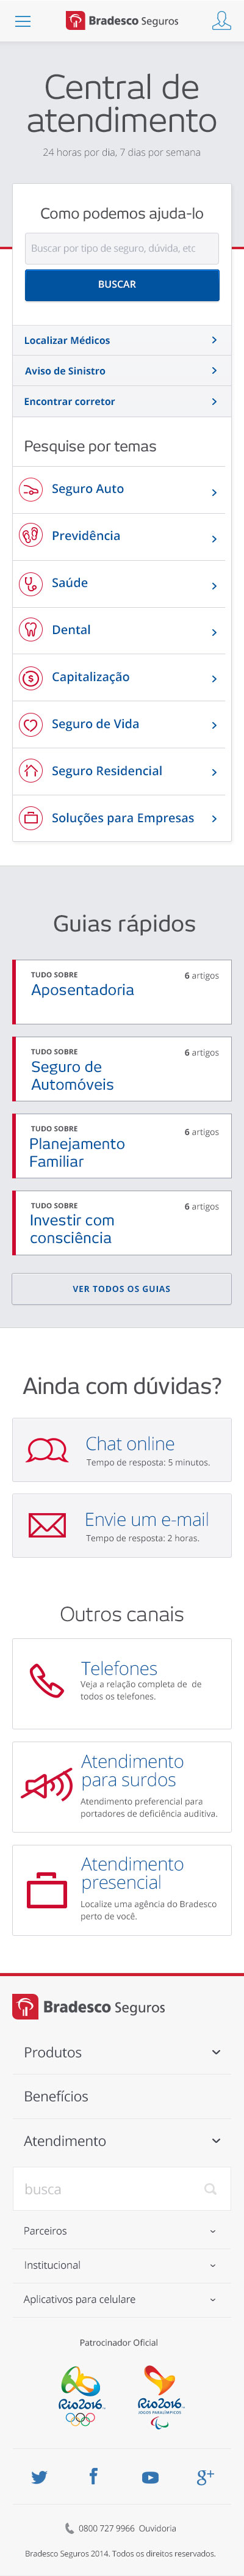 Bradesco Seguros
Central de
atendimento
24 horas por dia, 7 dias por semana
Como podemos ajuda-lo
Buscar por tipo de seguro, dúvida, etc
BUSCAR
Localizar Médicos
Aviso de Sinistro
Encontrar corretor
Pesquise por temas
Seguro Auto
Previdência
Saúde
Dental
Capitalização
Seguro de Vida
Seguro Residencial
Soluções para Empresas
Guias rápidos
TUDO SOBRE
6 artigos
Aposentadoria
TUDO SOBRE
6 artigos
Seguro de
Automóveis
TUDO SOBRE
6 artigos
Planejamento
Familiar
TUDO SOBRE
6 artigos
Investir com
consciência
VER TODOS OS GUIAS
Ainda com dúvidas?
Chat online
Tempo de resposta: 5 minutos.
Envie um e-mail
Tempo de resposta: 2 horas.
Outros canais
Telefones
Veja a relação completa de de
todos os telefones.
Atendimento
para surdos
Atendimento preferencial para
portadores de deficiência auditiva.
Atendimento
presencial
Localize uma agência do Bradesco
perto de você.
Bradesco Seguros
Produtos
Benefícios
Atendimento
busca
Parceiros
Institucional
Aplicativos para celulare
Patrocinador Oficial
Rio2016
Rio2016
JOGOS PARALÍMPICOS
0800 727 9966 Ouvidoria
Bradesco Seguros 2014. Todos os direitos reservados.